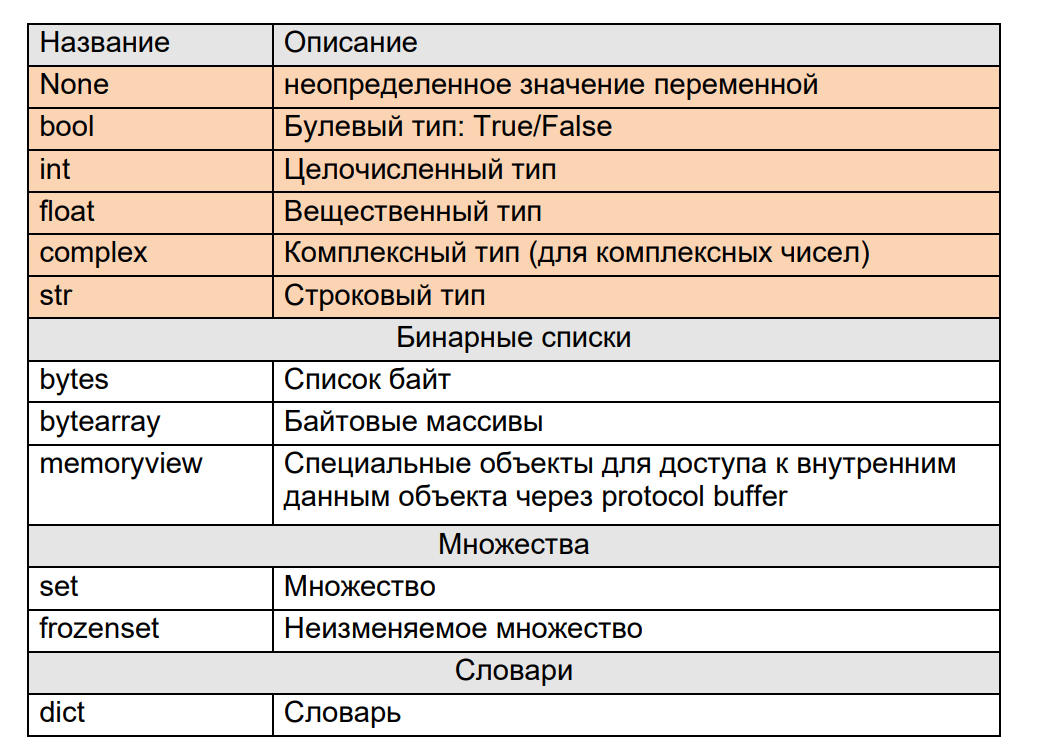 Название Описание
None неопределенное значение переменной
bool Булевый тип: True/False
int Целочисленный тип
float Вещественный тип
complex Комплексный тип (для комплексных чисел)
str Строковый тип
Бинарные списки
bytes Список байт
bytearray Байтовые массивы
memoryview Специальные объекты для доступа к внутренним
данным объекта через protocol buffer
Множества
set Множество
frozenset Неизменяемое множество
Словари
dict Словарь